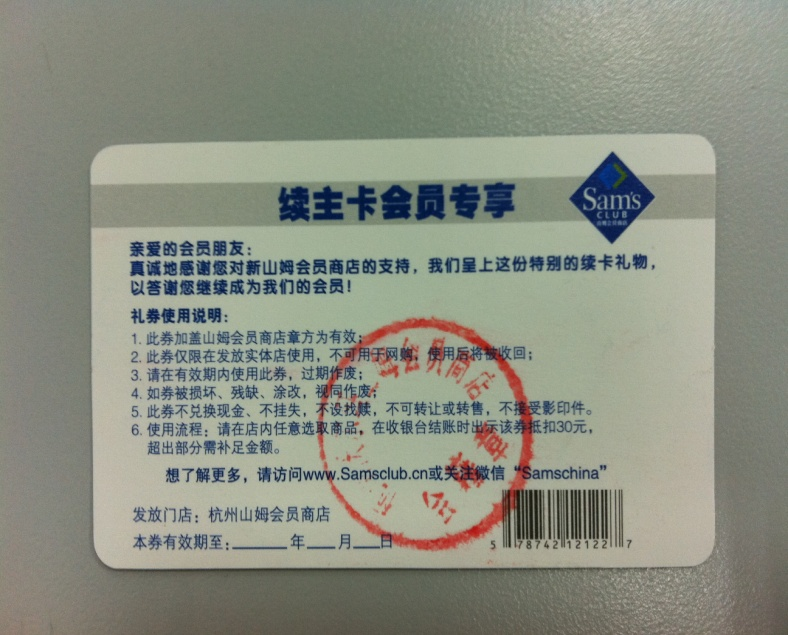 续主卡会员专享
Sam's
CLUB
亲爱的会员朋友：
真诚地感谢您对新山姆会员商店的支持，我们呈上这份特别的续卡礼物，
以答谢您继续成为我们的会员！
礼券使用说明：
1. 此券加盖山姆会员商店章方为有效；
2. 此券仅限在发放实体店使用，不可用于网购，使用后将被收回；
3. 请在有效期内使用此券，过期作废；
4. 如券被损坏、残缺、涂改，视同作废；
5. 此券不兑换现金、不挂失，不设找赎，不可转让或转售，不接受影印件。
6. 使用流程：请在店内任意选取商品，在收银台结账时出示该券抵扣30元，
超出部分需补足金额。
想了解更多，请访问www.Samsclub.cn或关注微信“Samschina”
发放门店：杭州山姆会员商店
本券有效期至：______年___月___日
5 78742 12122 7
姆会员商店